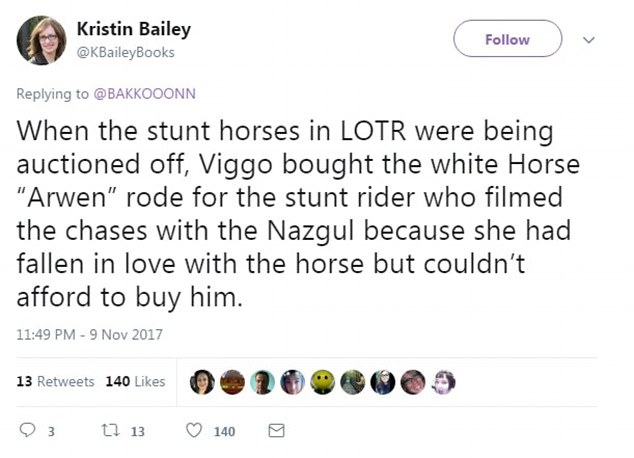 Kristin Bailey
@KBaileyBooks
Follow
Replying to @BAKKOOONN
When the stunt horses in LOTR were being
auctioned off, Viggo bought the white Horse
“Arwen” rode for the stunt rider who filmed
the chases with the Nazgul because she had
fallen in love with the horse but couldn’t
afford to buy him.
11:49 PM - 9 Nov 2017
13 Retweets 140 Likes
3 13 140